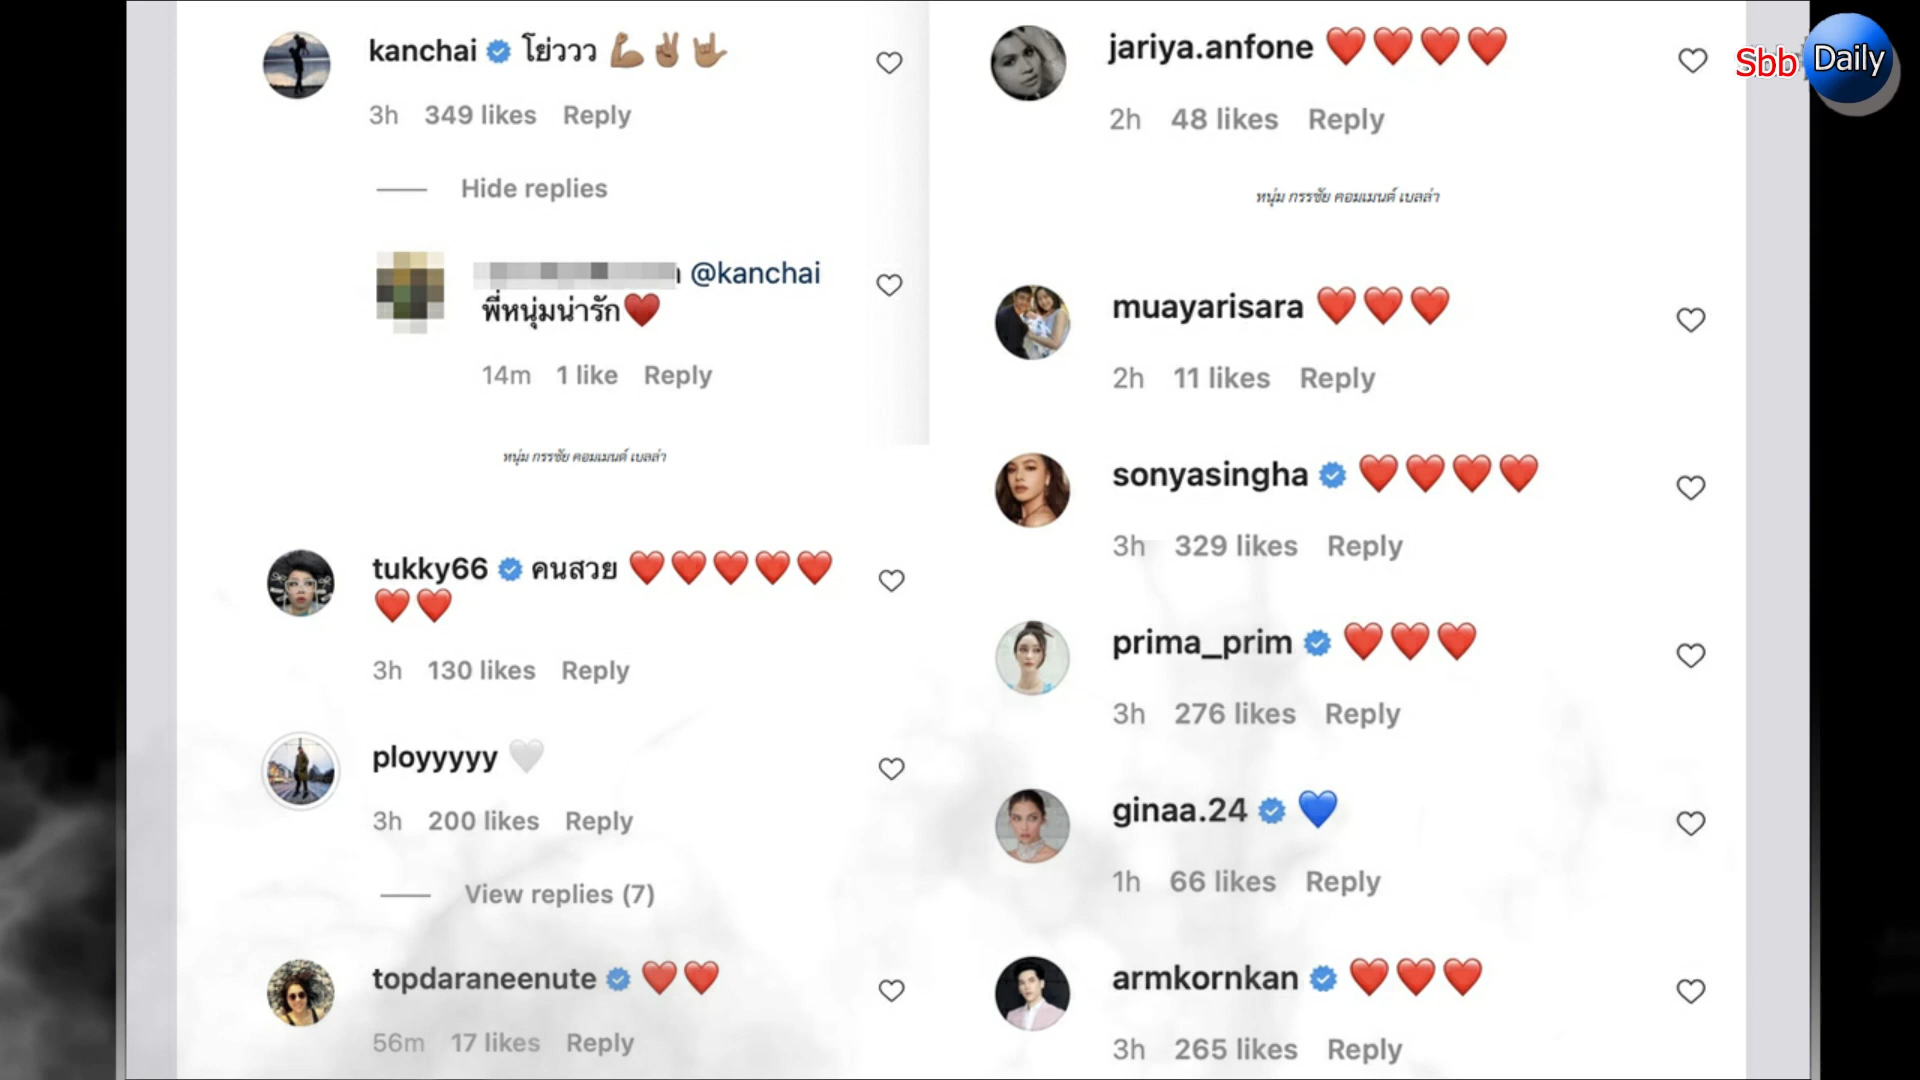 kanchai โย่ววว 💪🏽✌🏽🤟🏽
3h 349 likes Reply
Hide replies
@kanchai
พี่หนุ่มน่ารัก❤️
14m 1 like Reply
หนุ่ม กรรชัย คอมเมนต์ เบลล่า
tukky66 คนสวย ❤️❤️❤️❤️❤️
❤️❤️
3h 130 likes Reply
ployyyyy 🤍
3h 200 likes Reply
View replies (7)
topdaraneenute ❤️❤️
56m 17 likes Reply
jariya.anfone ❤️❤️❤️❤️
2h 48 likes Reply
หนุ่ม กรรชัย คอมเมนต์ เบลล่า
muayarisara ❤️❤️❤️
2h 11 likes Reply
sonyasingha ❤️❤️❤️❤️
3h 329 likes Reply
prima_prim ❤️❤️❤️
3h 276 likes Reply
ginaa.24 💙
1h 66 likes Reply
armkornkan ❤️❤️❤️
3h 265 likes Reply
Sbb Daily